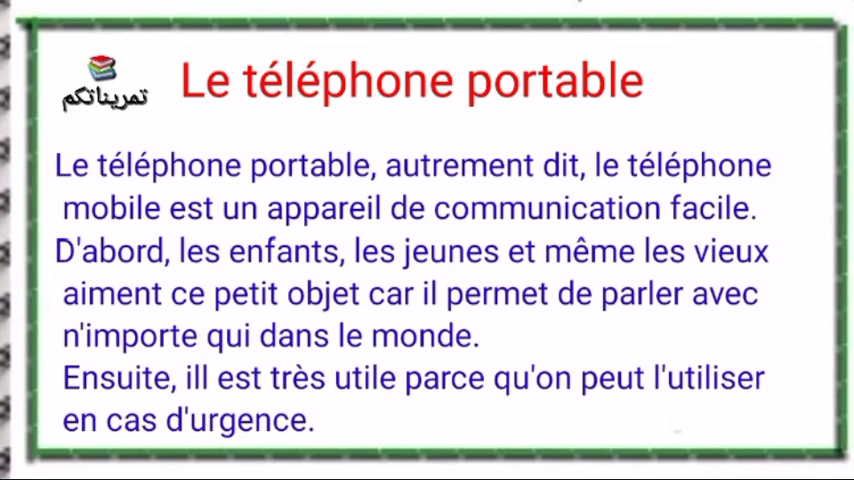 Le téléphone portable
تمريناتكم
Le téléphone portable, autrement dit, le téléphone
mobile est un appareil de communication facile.
D'abord, les enfants, les jeunes et même les vieux
aiment ce petit objet car il permet de parler avec
n'importe qui dans le monde.
Ensuite, ill est très utile parce qu'on peut l'utiliser
en cas d'urgence.